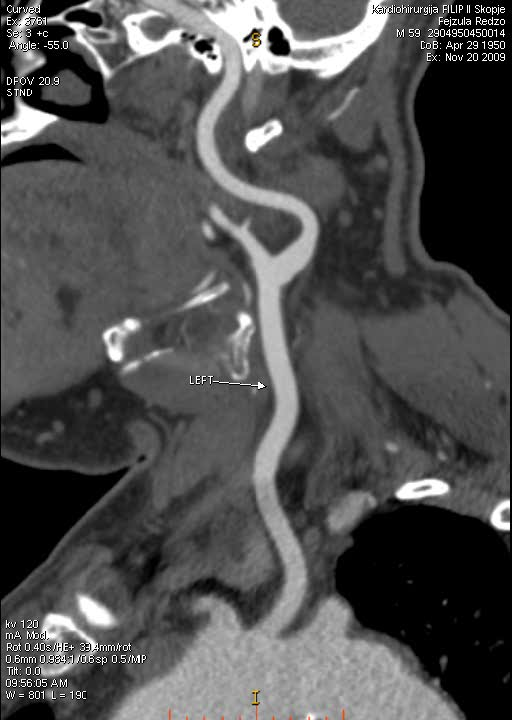 Curved
Ex: 3761
Se: 3 +c
Angle: -55.0
DFOV 20.9
STND
S
Kardiohirurgija FILIP II Skopje
Fejzula Redzo
M 59 2904950450014
DoB: Apr 29 1950
Ex: Nov 20 2009
LEFT
kv 120
mA Mod.
Rot 0.40s/HE+ 39.4mm/rot
0.6mm 0.984:1/0.6sp 0.5/MP
Tilt: 0.0
09:56:05 AM
W = 801 L = 190
I